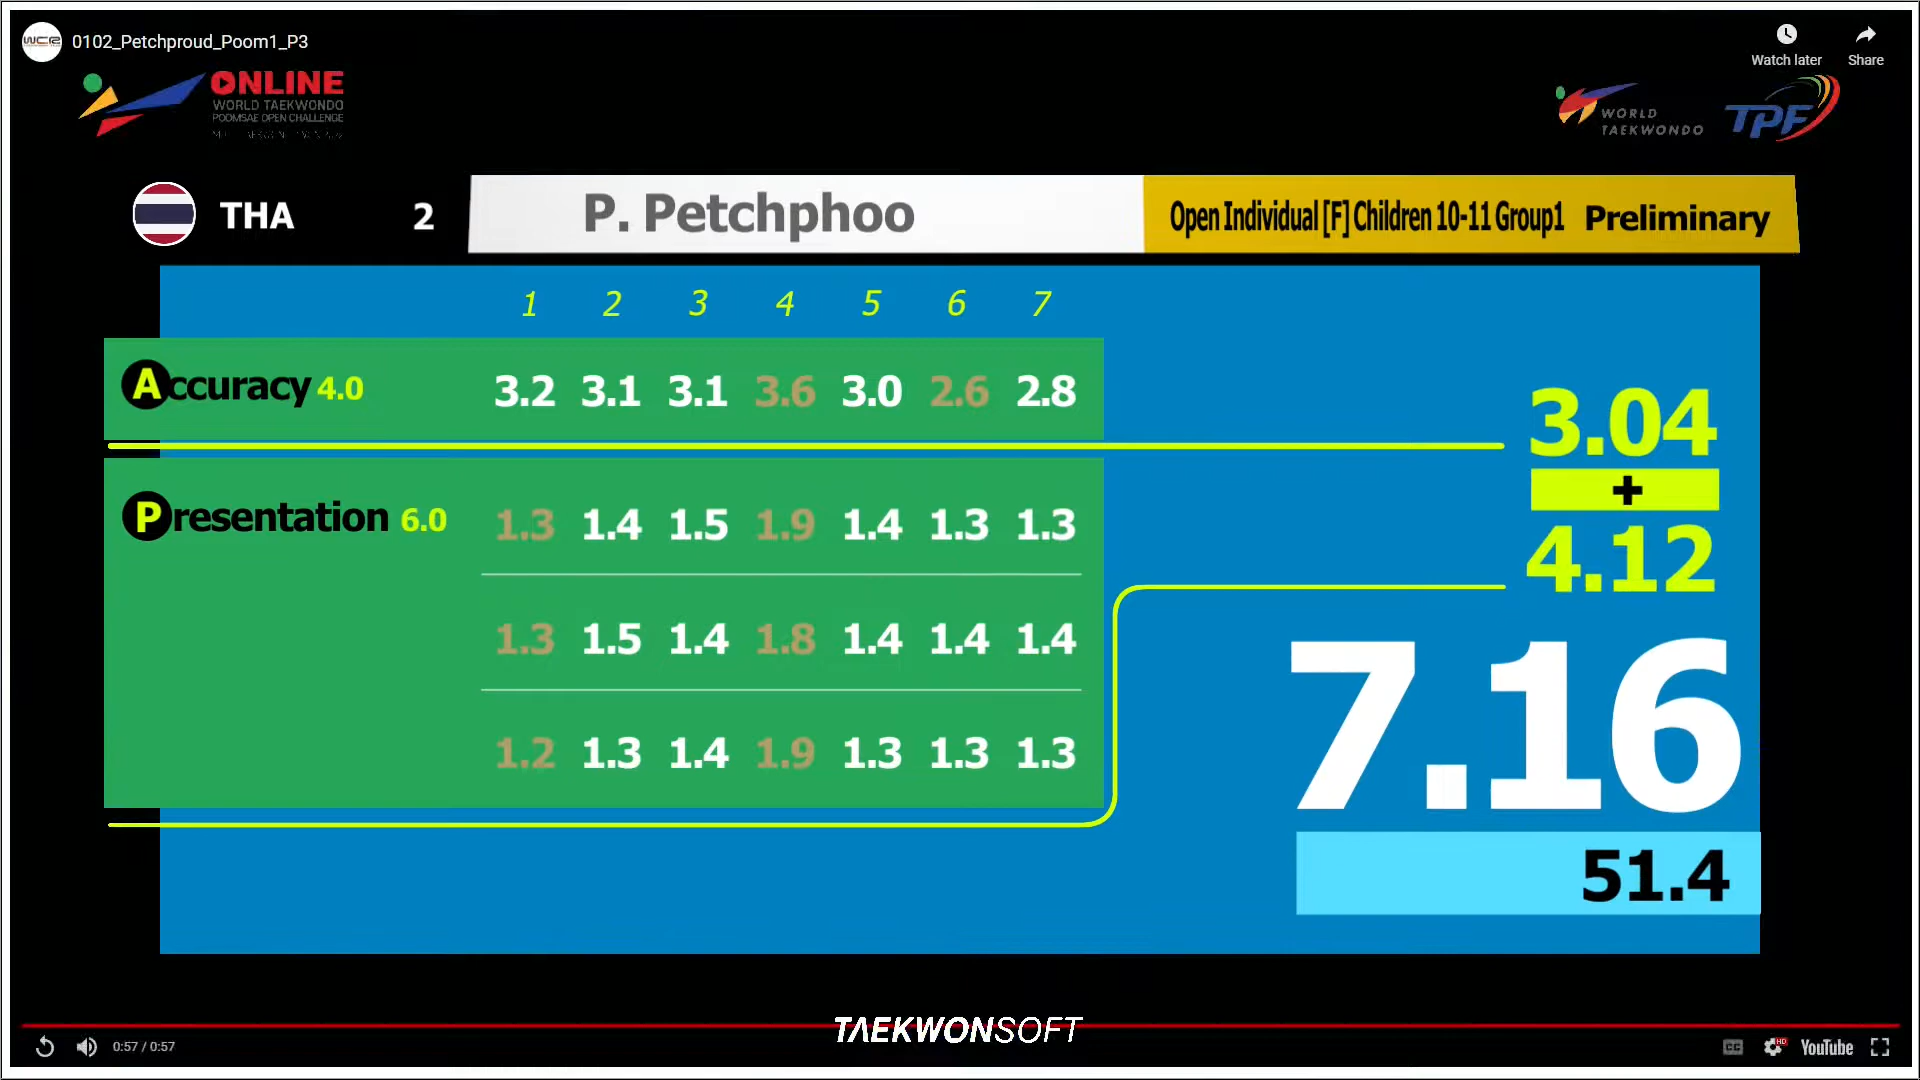 WCR 0102_Petchproud_Poom1_P3
Watch later Share
ONLINE
WORLD TAEKWONDO
POOMSAE OPEN CHALLENGE
WORLD
TAEKWONDO
TPF
THA 2 P. Petchphoo Open Individual [F] Children 10-11 Group1 Preliminary
1 2 3 4 5 6 7
Accuracy 4.0 3.2 3.1 3.1 3.6 3.0 2.6 2.8
3.04
+
4.12
Presentation 6.0 1.3 1.4 1.5 1.9 1.4 1.3 1.3
1.3 1.5 1.4 1.8 1.4 1.4 1.4
1.2 1.3 1.4 1.9 1.3 1.3 1.3
7.16
51.4
TAEKWONSOFT
0:57 / 0:57 CC HD YouTube